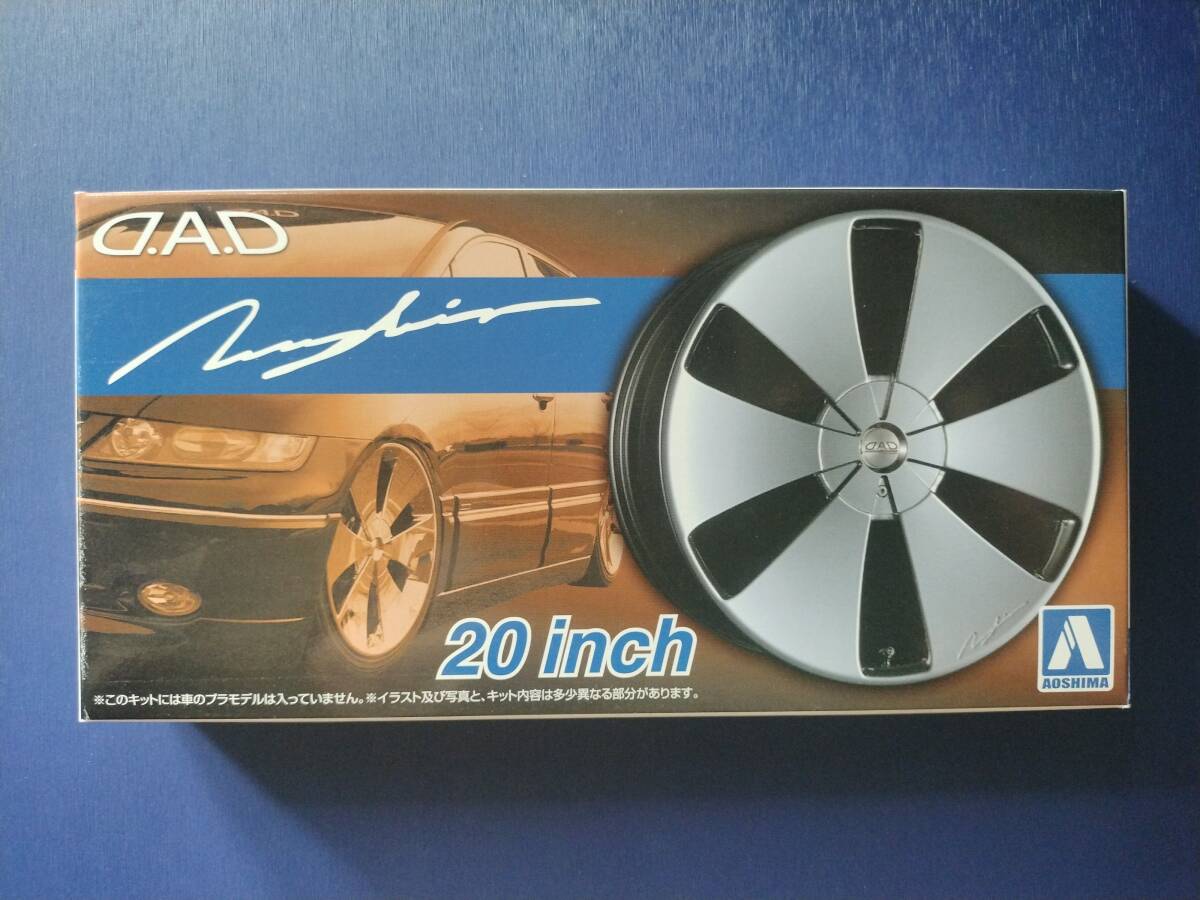 D.A.D
D.A.D
20 inch
AOSHIMA
※このキットには車のプラモデルは入っていません。※イラスト及び写真と、キット内容は多少異なる部分があります。